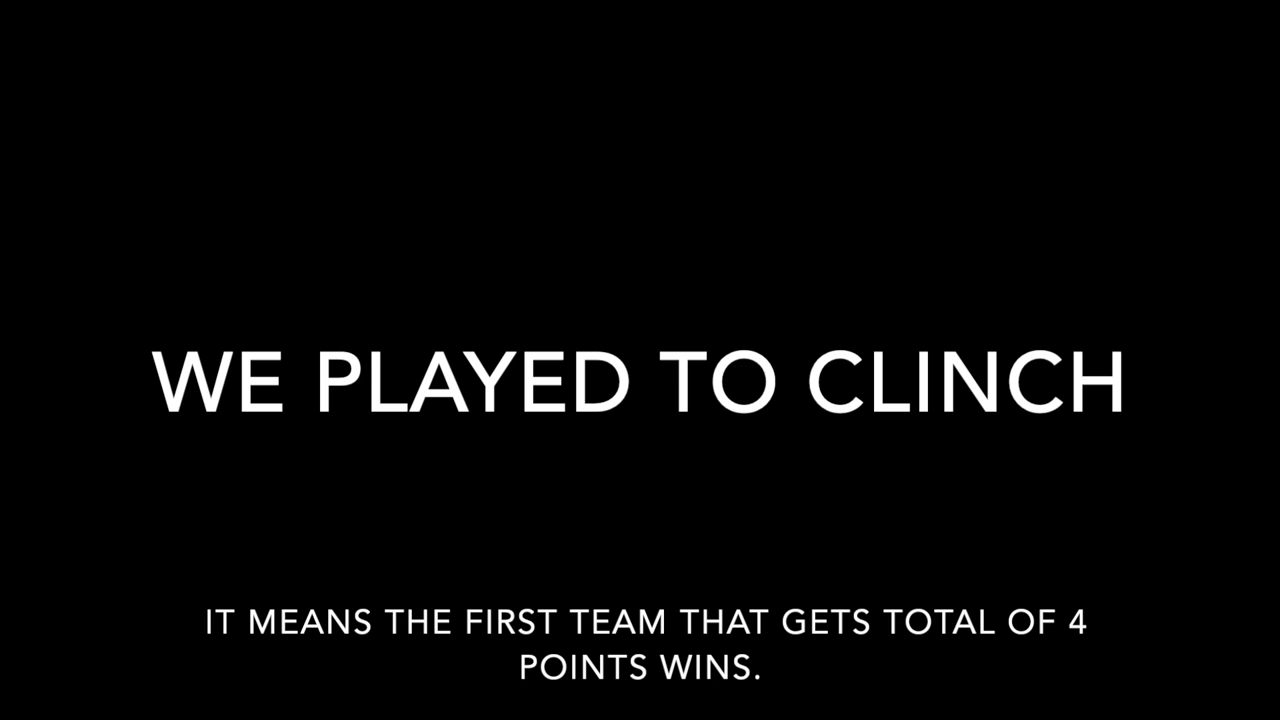 WE PLAYED TO CLINCH
IT MEANS THE FIRST TEAM THAT GETS TOTAL OF 4
POINTS WINS.